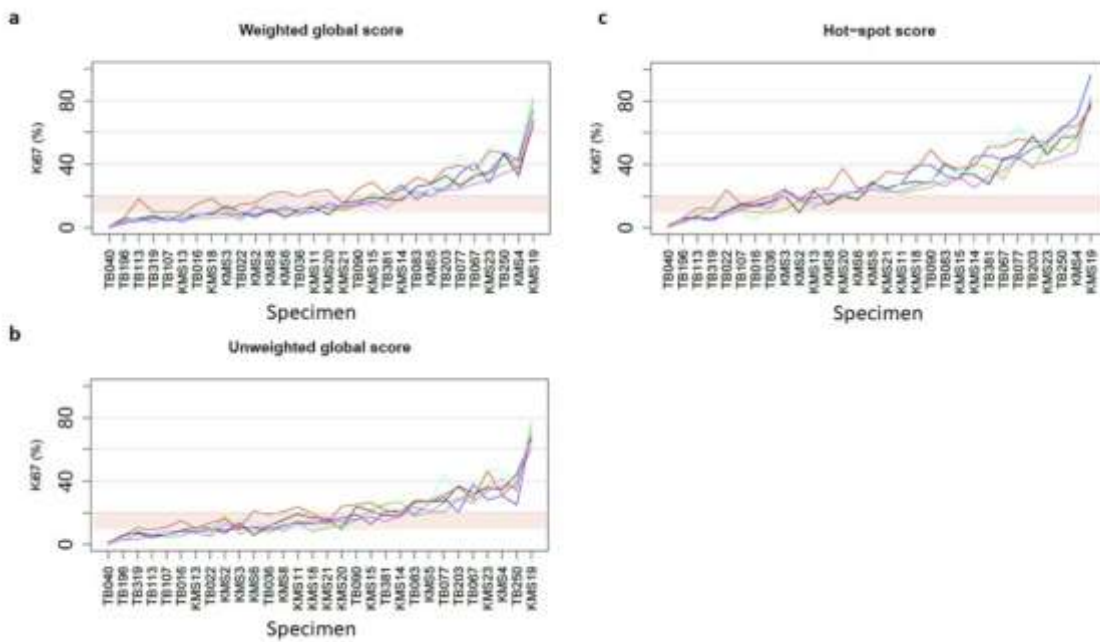 a
Weighted global score
Ki67 (%)
80
40
0
TB040
TB196
TB113
TB319
TB107
KMS13
TB016
KMS18
KMS3
TB022
KMS2
KMS8
KMS6
TB036
KMS11
KMS20
KMS21
TB090
KMS15
TB381
KMS14
TB083
KMS5
TB203
TB077
TB067
KMS23
TB250
KMS4
KMS19
Specimen
c
Hot-spot score
Ki67 (%)
80
40
0
TB040
TB196
TB113
TB319
TB022
TB107
TB016
TB036
KMS3
KMS2
KMS13
KMS8
KMS20
KMS6
KMS5
KMS21
KMS11
KMS18
TB090
TB083
KMS15
KMS14
TB381
TB067
TB077
TB203
KMS23
TB250
KMS4
KMS19
Specimen
b
Unweighted global score
Ki67 (%)
80
40
0
TB040
TB196
TB319
TB113
TB107
TB016
KMS13
TB022
KMS2
KMS3
KMS6
TB036
KMS8
KMS11
KMS18
KMS21
KMS20
TB090
KMS15
TB381
KMS14
TB083
KMS5
TB077
TB203
TB067
KMS23
KMS4
TB250
KMS19
Specimen